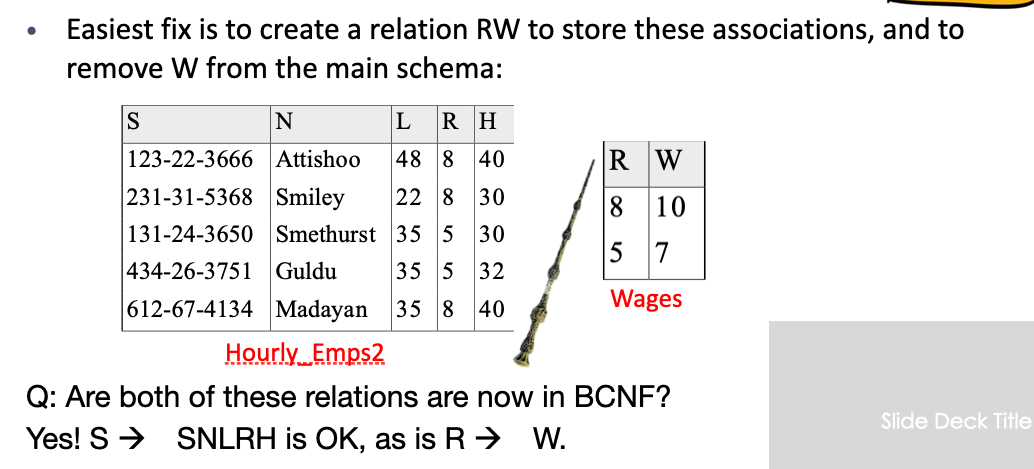 • Easiest fix is to create a relation RW to store these associations, and to
remove W from the main schema:
S N L R H
123-22-3666 Attishoo 48 8 40
231-31-5368 Smiley 22 8 30
131-24-3650 Smethurst 35 5 30
434-26-3751 Guldu 35 5 32
612-67-4134 Madayan 35 8 40
Hourly_Emps2
R W
8 10
5 7
Wages
Q: Are both of these relations are now in BCNF?
Yes! S → SNLRH is OK, as is R → W.
Slide Deck Title